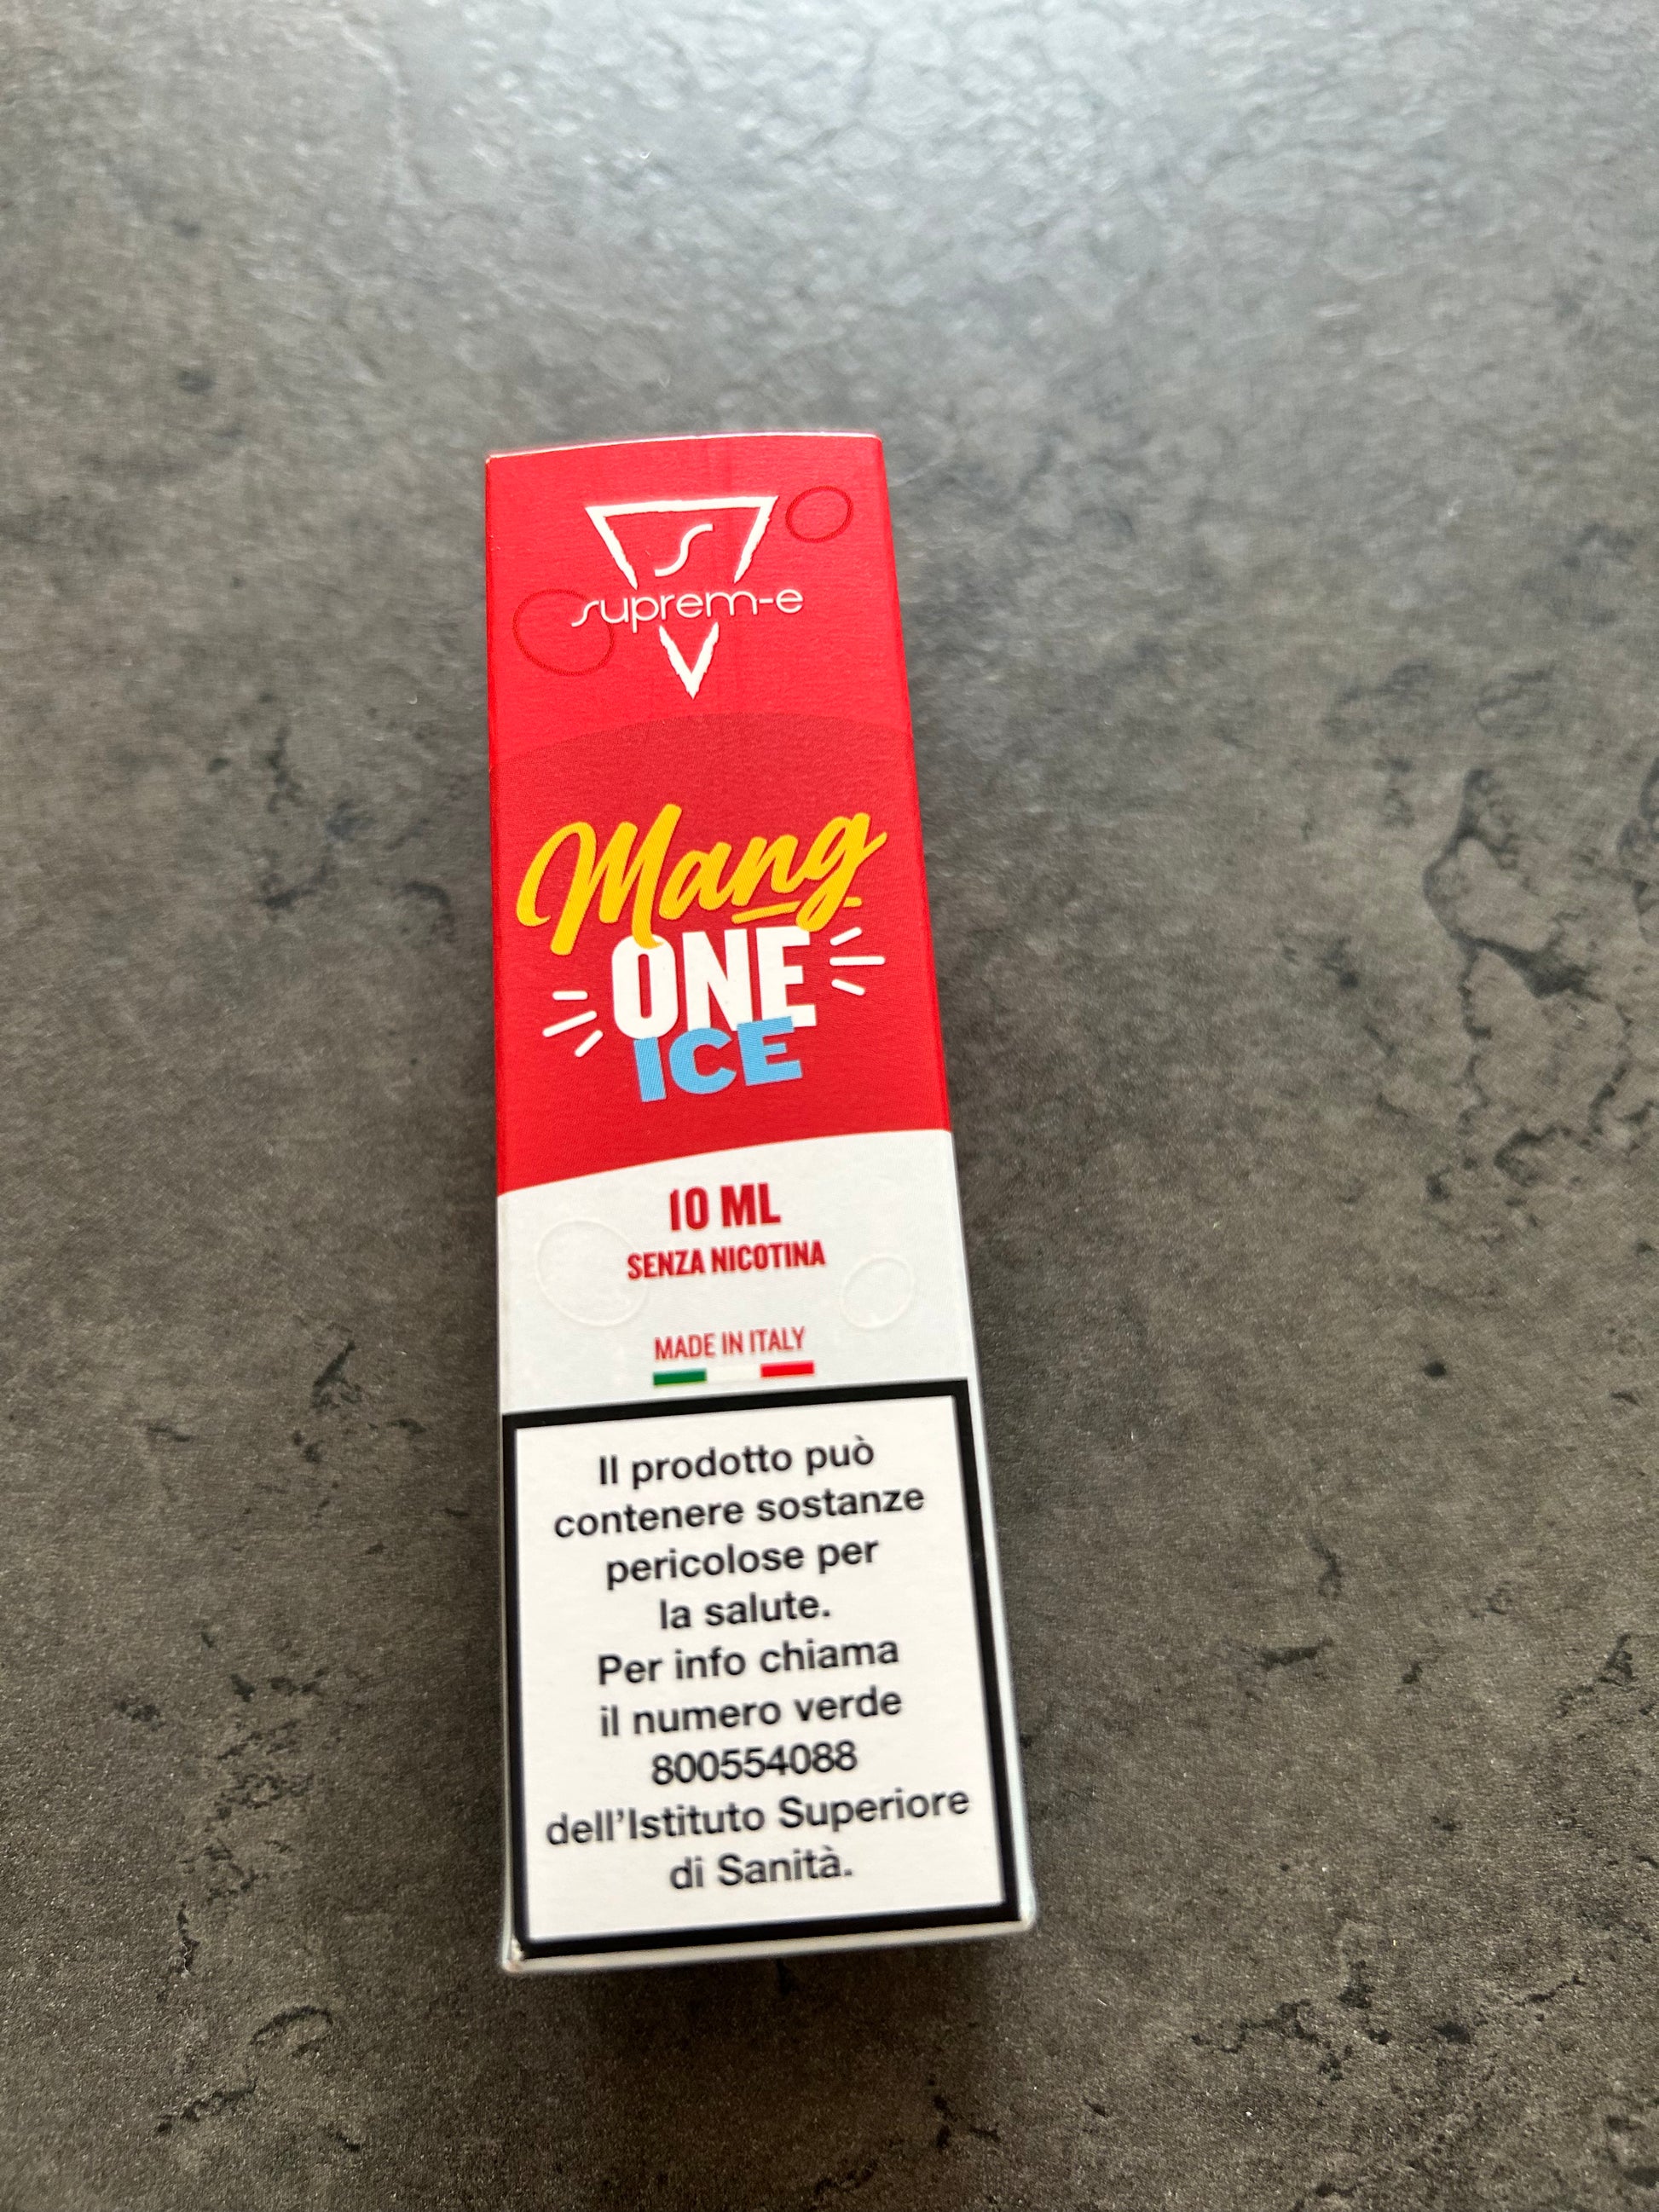 S
suprem-e
Mang
ONE
ICE
10 ML
SENZA NICOTINA
MADE IN ITALY
Il prodotto può
contenere sostanze
pericolose per
la salute.
Per info chiama
il numero verde
800554088
dell'Istituto Superiore
di Sanità.